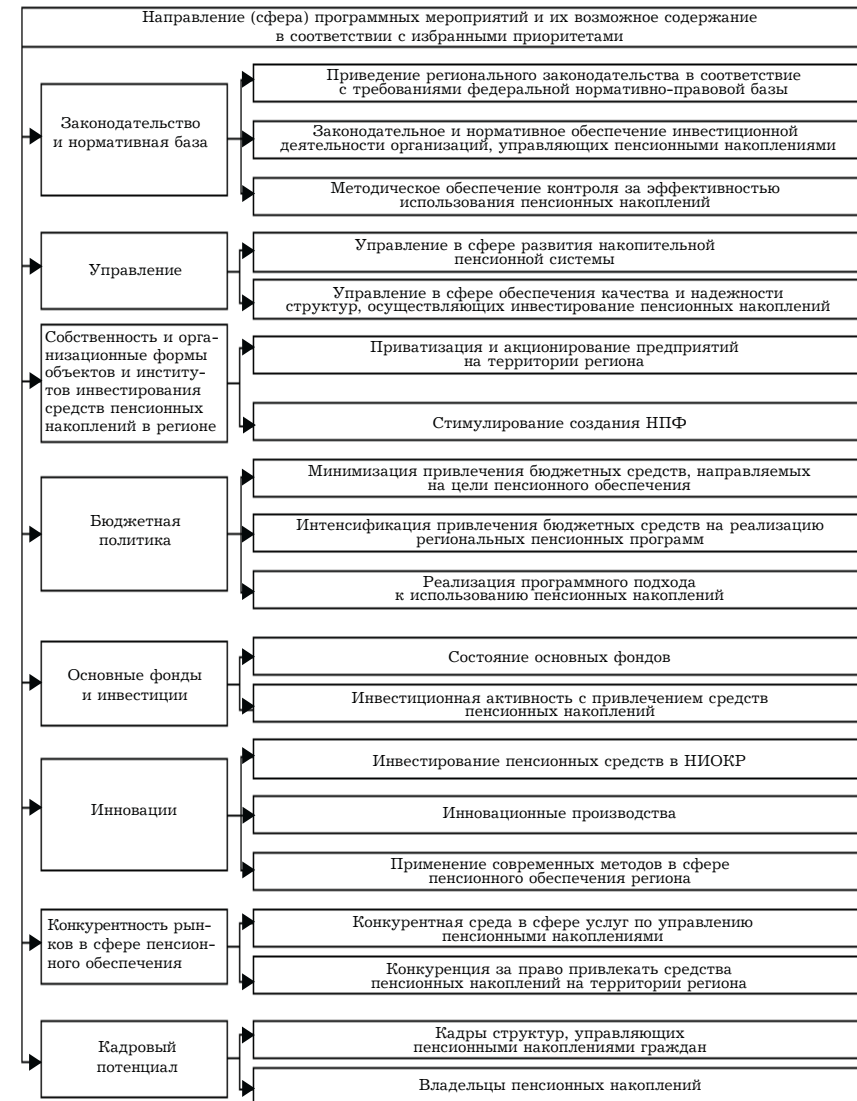 Направление (сфера) программных мероприятий и их возможное содержание
в соответствии с избранными приоритетами
Законодательство
и нормативная база
Приведение регионального законодательства в соответствие
с требованиями федеральной нормативно-правовой базы
Законодательное и нормативное обеспечение инвестиционной
деятельности организаций, управляющих пенсионными накоплениями
Методическое обеспечение контроля за эффективностью
использования пенсионных накоплений
Управление
Управление в сфере развития накопительной
пенсионной системы
Управление в сфере обеспечения качества и надежности
структур, осуществляющих инвестирование пенсионных накоплений
Собственность и орга-
низационные формы
объектов и институ-
тов инвестирования
средств пенсионных
накоплений в регионе
Приватизация и акционирование предприятий
на территории региона
Стимулирование создания НПФ
Бюджетная
политика
Минимизация привлечения бюджетных средств, направляемых
на цели пенсионного обеспечения
Интенсификация привлечения бюджетных средств на реализацию
региональных пенсионных программ
Реализация программного подхода
к использованию пенсионных накоплений
Основные фонды
и инвестиции
Состояние основных фондов
Инвестиционная активность с привлечением средств
пенсионных накоплений
Инновации
Инвестирование пенсионных средств в НИОКР
Инновационные производства
Применение современных методов в сфере
пенсионного обеспечения региона
Конкурентность рын-
ков в сфере пенсион-
ного обеспечения
Конкурентная среда в сфере услуг по управлению
пенсионными накоплениями
Конкуренция за право привлекать средства
пенсионных накоплений на территории региона
Кадровый
потенциал
Кадры структур, управляющих
пенсионными накоплениями граждан
Владельцы пенсионных накоплений